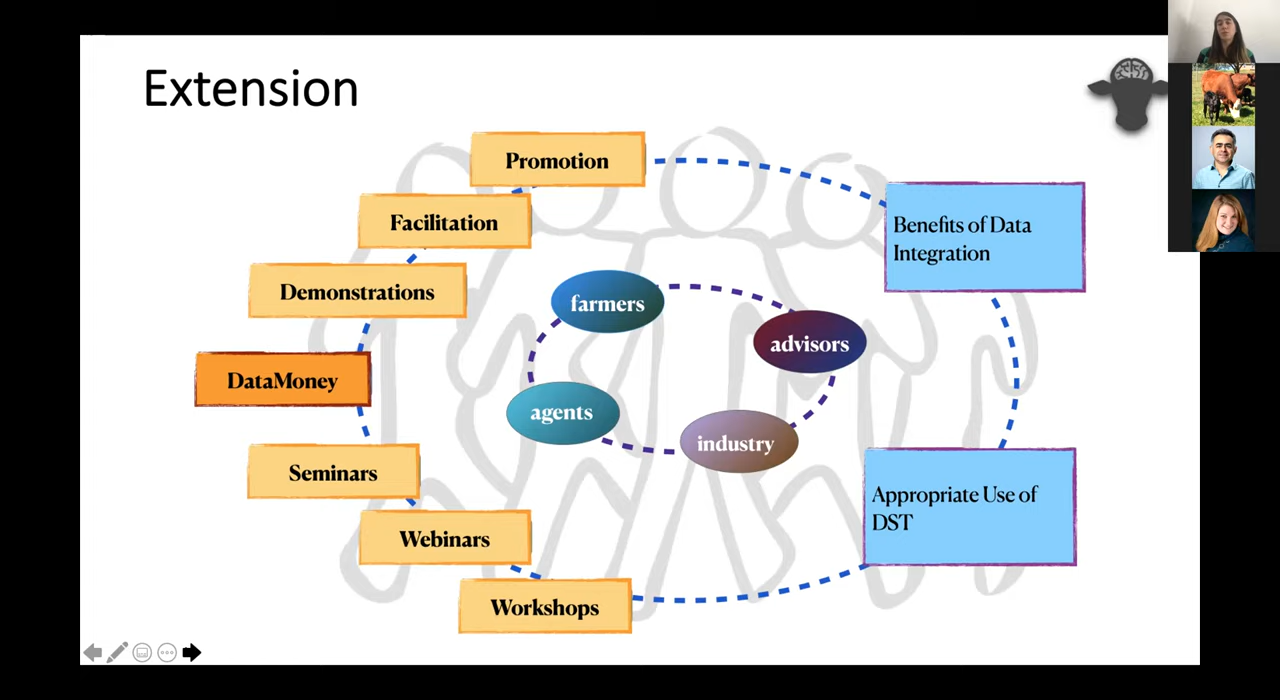 Extension
Promotion
Facilitation
Demonstrations
DataMoney
Seminars
Webinars
Workshops
farmers
advisors
agents
industry
Benefits of Data
Integration
Appropriate Use of
DST